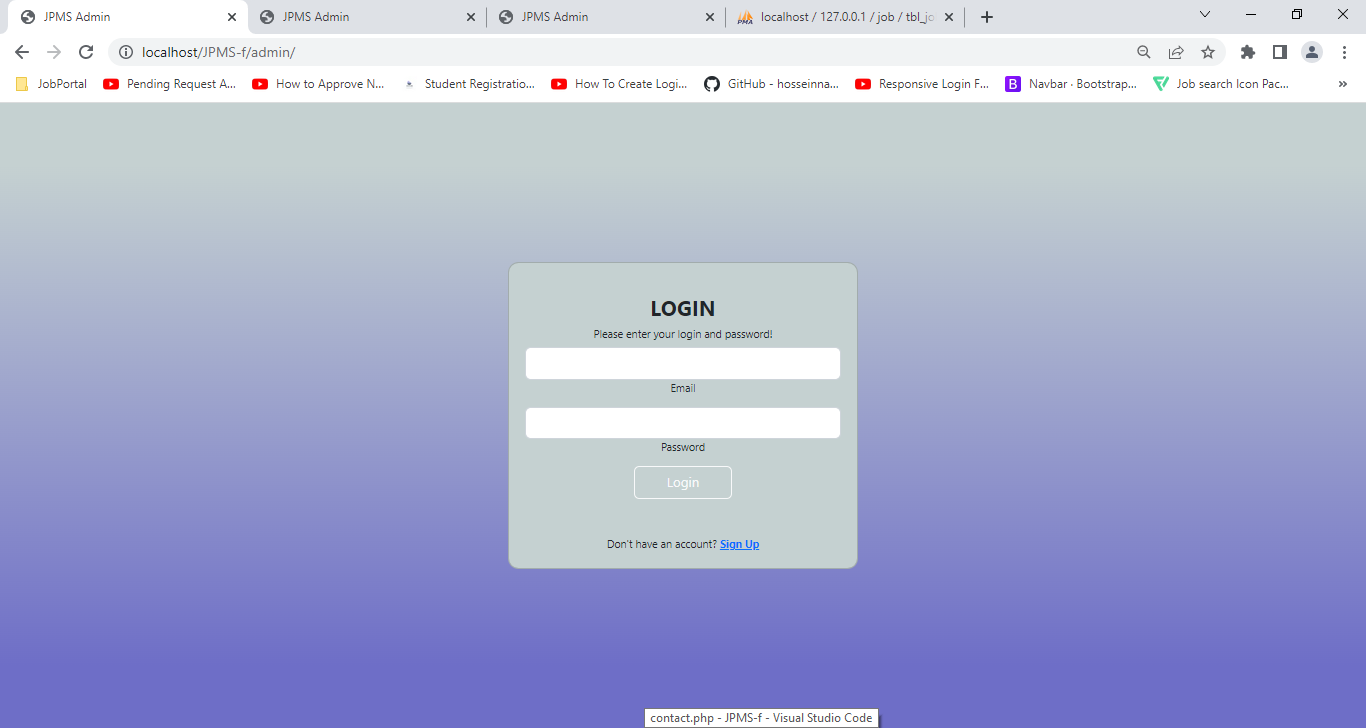 JPMS Admin
JPMS Admin
JPMS Admin
PMA localhost / 127.0.0.1 / job / tbl_jo
localhost/JPMS-f/admin/
JobPortal
Pending Request A...
How to Approve N...
Student Registratio...
How To Create Logi...
GitHub - hosseinna...
Responsive Login F...
B Navbar · Bootstrap...
Job search Icon Pac...
»
LOGIN
Please enter your login and password!
Email
Password
Login
Don't have an account? Sign Up
contact.php - JPMS-f - Visual Studio Code